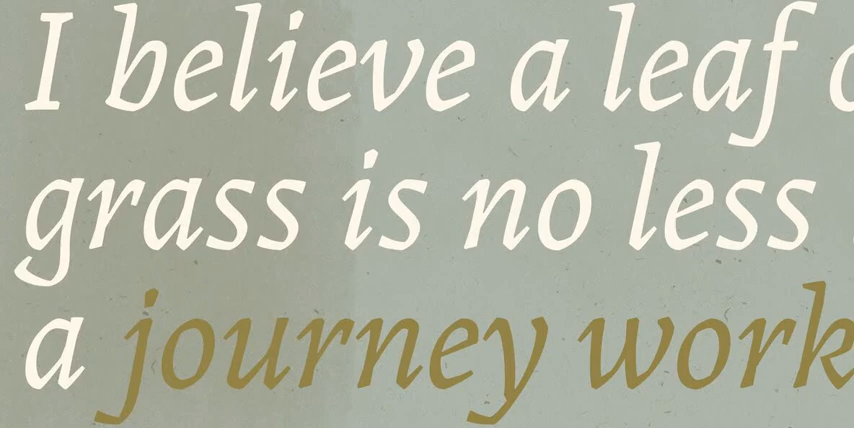 I believe a leaf o
grass is no less
a journey work